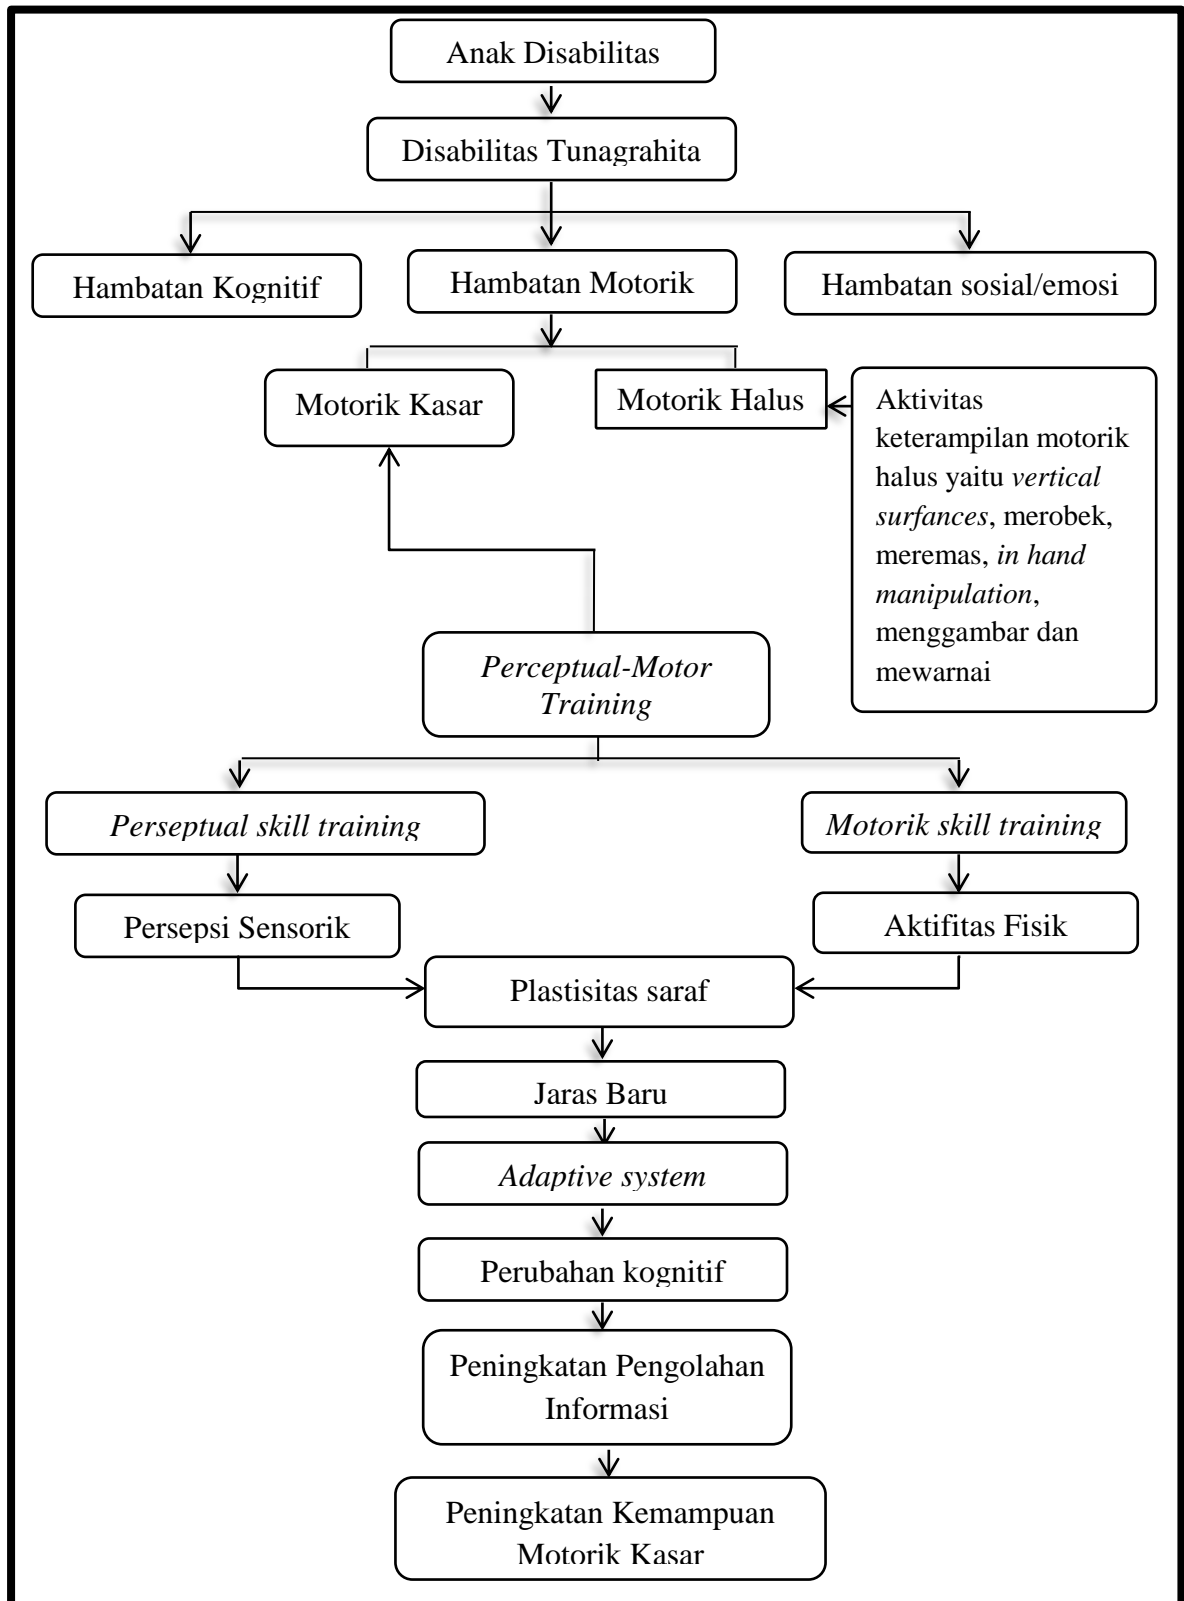 Anak Disabilitas
Disabilitas Tunagrahita
Hambatan Kognitif
Hambatan Motorik
Hambatan sosial/emosi
Motorik Kasar
Motorik Halus
Aktivitas
keterampilan motorik
halus yaitu vertical
surfances, merobek,
meremas, in hand
manipulation,
menggambar dan
mewarnai
Perceptual-Motor
Training
Perseptual skill training
Motorik skill training
Persepsi Sensorik
Aktifitas Fisik
Plastisitas saraf
Jaras Baru
Adaptive system
Perubahan kognitif
Peningkatan Pengolahan
Informasi
Peningkatan Kemampuan
Motorik Kasar